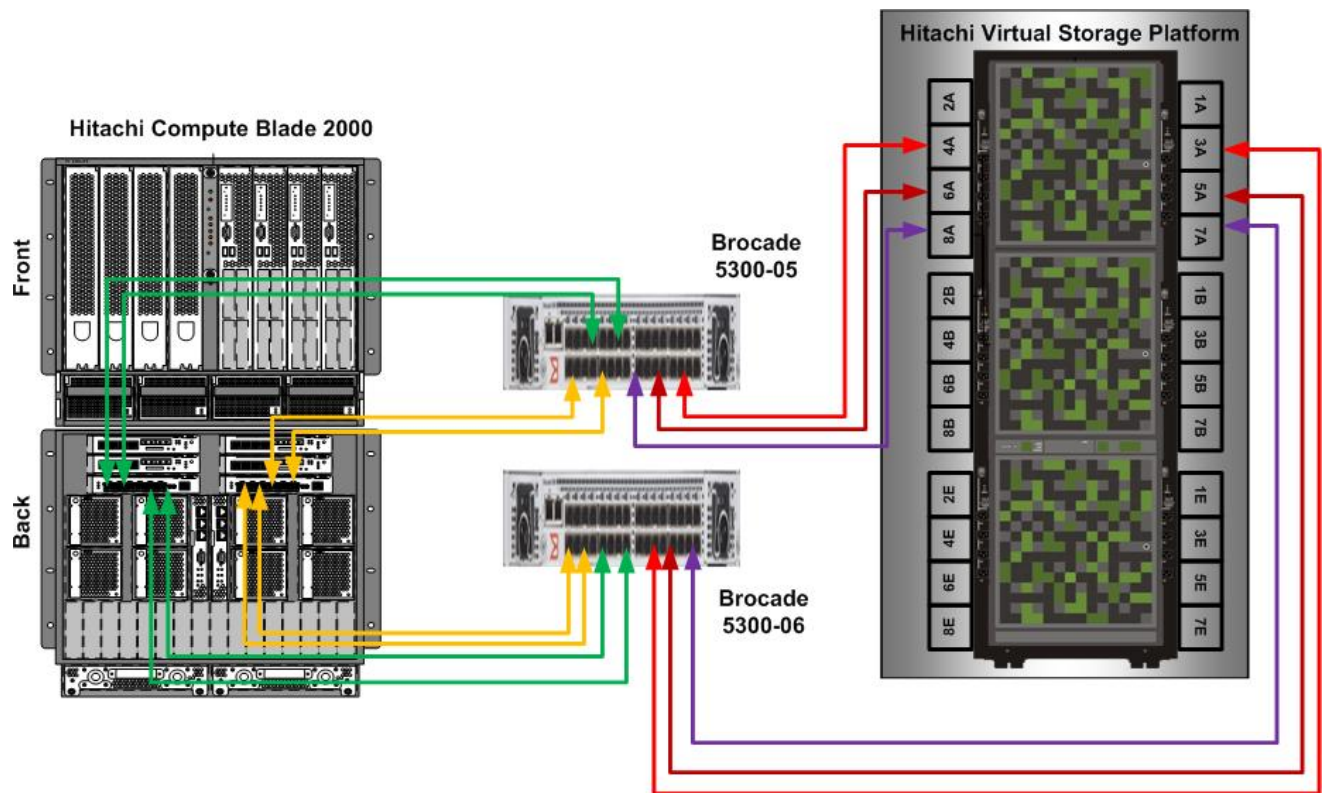 Hitachi Virtual Storage Platform
Hitachi Compute Blade 2000
Front
Back
Brocade
5300-05
Brocade
5300-06
2A
4A
6A
8A
2B
4B
6B
8B
2E
4E
6E
8E
1A
3A
5A
7A
1B
3B
5B
7B
1E
3E
5E
7E